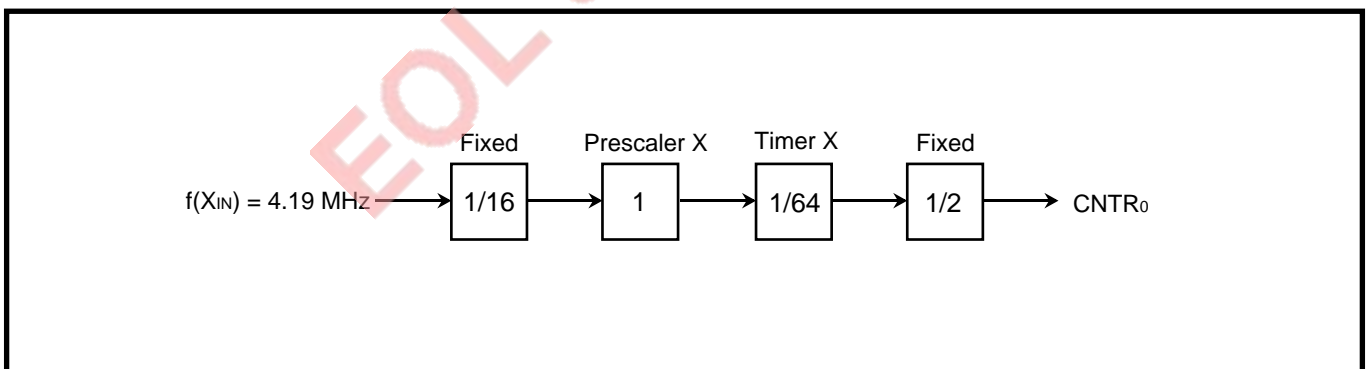 EOL
Fixed Prescaler X Timer X Fixed
f(XIN) = 4.19 MHz 1/16 1 1/64 1/2 CNTR0